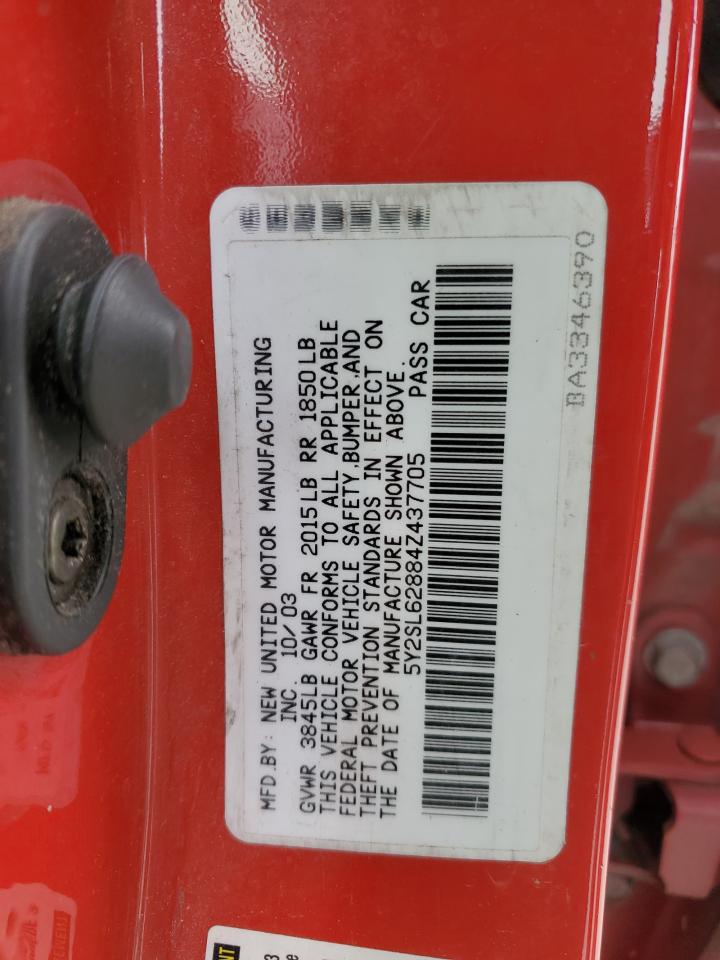 MFD.BY: NEW UNITED MOTOR MANUFACTURING
INC. 10/03
GVWR 3845LB GAWR FR 2015LB RR 1850LB
THIS VEHICLE CONFORMS TO ALL APPLICABLE
FEDERAL MOTOR VEHICLE SAFETY,BUMPER,AND
THEFT PREVENTION STANDARDS IN EFFECT ON
THE DATE OF MANUFACTURE SHOWN ABOVE.
5Y2SL62884Z437705 PASS CAR
BA3346390